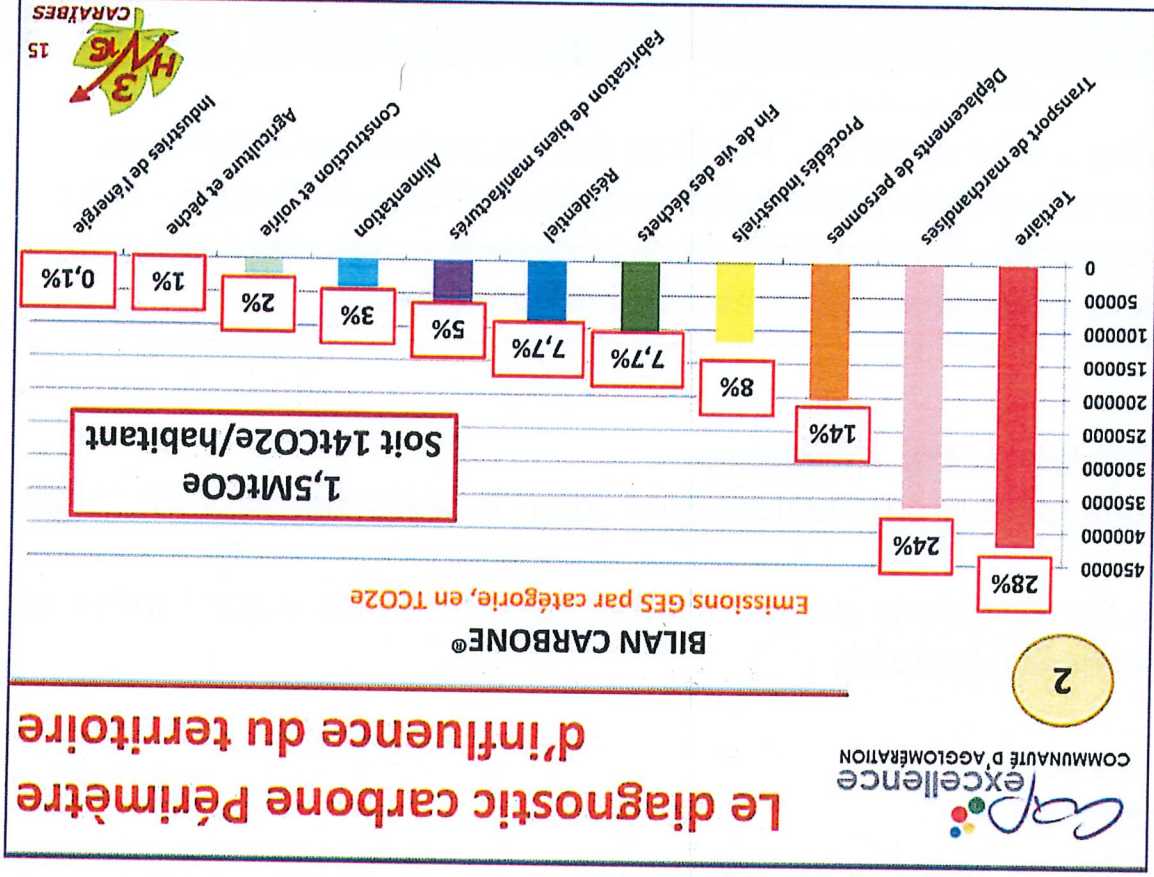 cap
excellence
COMMUNAUTÉ D'AGGLOMÉRATION
Le diagnostic carbone Périmètre
d'influence du territoire
2
BILAN CARBONE®
Emissions GES par catégorie, en TCO2e
450000
400000
350000
300000
250000
200000
150000
100000
50000
0
28%
24%
14%
8%
7,7%
7,7%
5%
3%
2%
1%
0,1%
1,5MtCOe
Soit 14tCO2e/habitant
Tertiaire
Transport de marchandises
Déplacements de personnes
Procédés industriels
Fin de vie des déchets
Résidentiel
Fabrication de biens manifacturés
Alimentation
Construction et voirie
Agriculture et pêche
Industries de l'énergie
H3
16
CARAÏBES
15